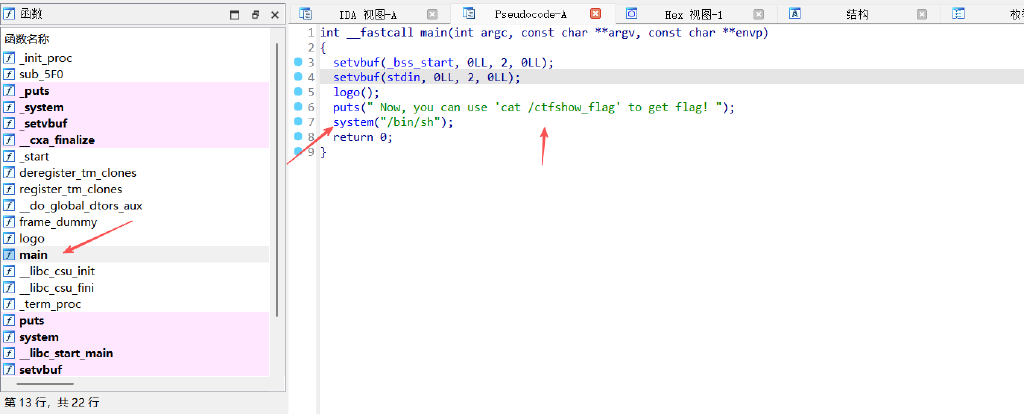 函数
函数名称
_init_proc
sub_5F0
_puts
_system
_setvbuf
__cxa_finalize
_start
deregister_tm_clones
register_tm_clones
__do_global_dtors_aux
frame_dummy
logo
main
__libc_csu_init
__libc_csu_fini
_term_proc
puts
system
__libc_start_main
setvbuf
第 13 行，共 22 行
IDA 视图-A
Pseudocode-A
Hex 视图-1
结构
1 int __fastcall main(int argc, const char **argv, const char **envp)
2 {
3 setvbuf(_bss_start, 0LL, 2, 0LL);
4 setvbuf(stdin, 0LL, 2, 0LL);
5 logo();
6 puts(" Now, you can use 'cat /ctfshow_flag' to get flag! ");
7 system("/bin/sh");
8 return 0;
9 }